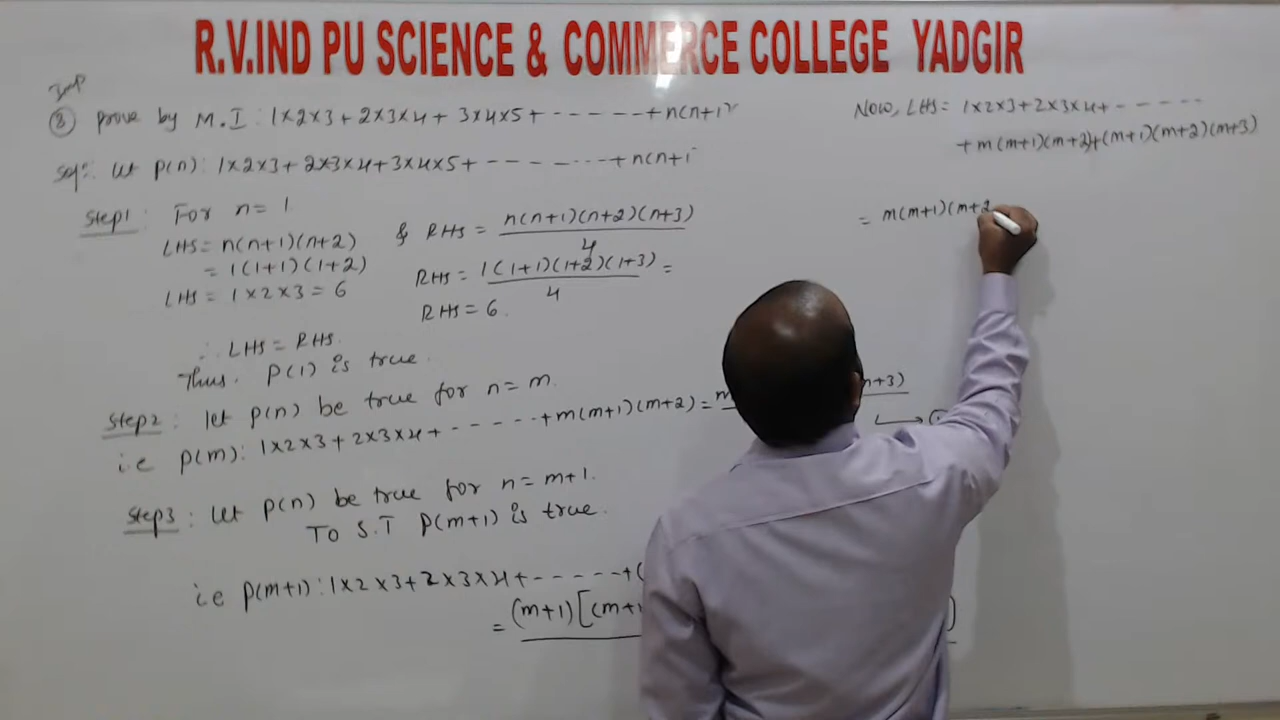 R.V.IND PU SCIENCE & COMMERCE COLLEGE YADGIR
Imp
③ prove by M.I : 1×2×3 + 2×3×4 + 3×4×5 + ------ + n(n+1)
Solⁿ: Let p(n): 1×2×3 + 2×3×4 + 3×4×5 + ------- + n(n+1
Step1 : For n = 1
LHS = n(n+1)(n+2)
= 1(1+1)(1+2)
LHS = 1×2×3 = 6
& RHS = n(n+1)(n+2)(n+3) / 4
RHS = 1(1+1)(1+2)(1+3) / 4 =
RHS = 6.
∴ LHS = RHS.
Thus. p(1) is true.
Step2 : let p(n) be true for n = m.
i.e p(m): 1×2×3 + 2×3×4 + ------ + m(m+1)(m+2) = m n+3)
Step3 : Let p(n) be true for n = m+1.
TO S.T p(m+1) is true.
i.e p(m+1): 1×2×3 + 2×3×4 + ------ + (
= (m+1)[(m+1 )
Now, LHS = 1×2×3 + 2×3×4 + ------
+ m(m+1)(m+2) + (m+1)(m+2)(m+3)
= m(m+1)(m+2